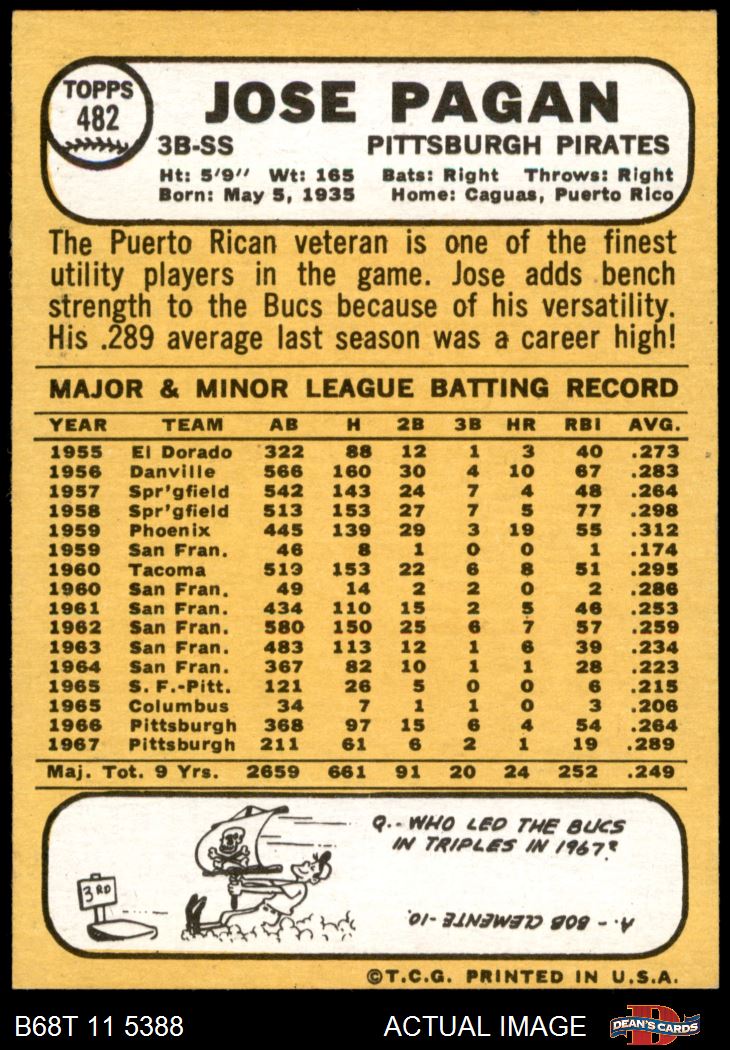 TOPPS
482
JOSE PAGAN
3B-SS PITTSBURGH PIRATES
Ht: 5'9" Wt: 165 Bats: Right Throws: Right
Born: May 5, 1935 Home: Caguas, Puerto Rico
The Puerto Rican veteran is one of the finest
utility players in the game. Jose adds bench
strength to the Bucs because of his versatility.
His .289 average last season was a career high!
MAJOR & MINOR LEAGUE BATTING RECORD
YEAR TEAM AB H 2B 3B HR RBI AVG.
1955 El Dorado 322 88 12 1 3 40 .273
1956 Danville 566 160 30 4 10 67 .283
1957 Spr'gfield 542 143 24 7 4 48 .264
1958 Spr'gfield 513 153 27 7 5 77 .298
1959 Phoenix 445 139 29 3 19 55 .312
1959 San Fran. 46 8 1 0 0 1 .174
1960 Tacoma 519 153 22 6 8 51 .295
1960 San Fran. 49 14 2 2 0 2 .286
1961 San Fran. 434 110 15 2 5 46 .253
1962 San Fran. 580 150 25 6 7 57 .259
1963 San Fran. 483 113 12 1 6 39 .234
1964 San Fran. 367 82 10 1 1 28 .223
1965 S. F.-Pitt. 121 26 5 0 0 6 .215
1965 Columbus 34 7 1 1 0 3 .206
1966 Pittsburgh 368 97 15 6 4 54 .264
1967 Pittsburgh 211 61 6 2 1 19 .289
Maj. Tot. 9 Yrs. 2659 661 91 20 24 252 .249
Q.-- WHO LED THE BUCS
IN TRIPLES IN 1967?
3RD
A.- BOB CLEMENTE-10.
©T.C.G. PRINTED IN U.S.A.
B68T 11 5388 ACTUAL IMAGE
D
DEAN'S CARDS